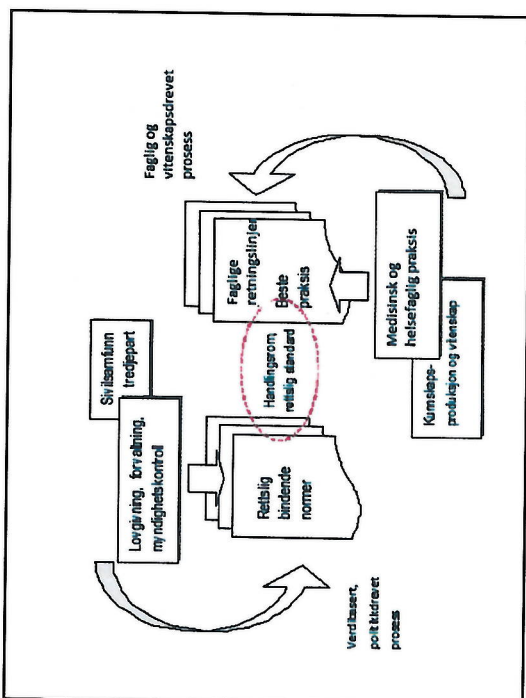 Faglig og
vitenskapsdrevet
prosess
Sivilsamfunn
tredjepart
Lovgivning, forvaltning,
myndighetskontrol
Faglige
retningslinjer
Beste
praksis
Handlingsrom,
rettslig standard
Rettslig
bindende
normer
Medisinsk og
helsefaglig praksis
Kunnskaps-
produksjon og vitenskap
Verdibasert,
politikkdrevet
prosess